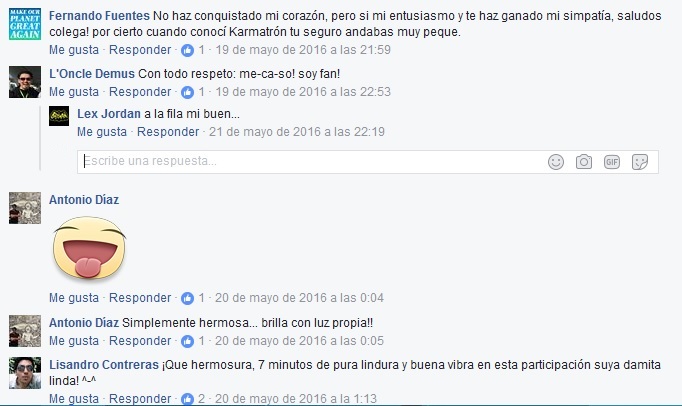 MAKE OUR
PLANET
GREAT
AGAIN
Fernando Fuentes No haz conquistado mi corazón, pero si mi entusiasmo y te haz ganado mi simpatía, saludos
colega! por cierto cuando conocí Karmatrón tu seguro andabas muy peque.
Me gusta · Responder · 1 · 19 de mayo de 2016 a las 21:59
L'Oncle Demus Con todo respeto: me-ca-so! soy fan!
Me gusta · Responder · 1 · 19 de mayo de 2016 a las 22:53
Lex Jordan a la fila mi buen...
Me gusta · Responder · 21 de mayo de 2016 a las 22:19
Escribe una respuesta...
GIF
Antonio Díaz
Me gusta · Responder · 1 · 20 de mayo de 2016 a las 0:04
Antonio Díaz Simplemente hermosa... brilla con luz propia!!
Me gusta · Responder · 1 · 20 de mayo de 2016 a las 0:05
Lisandro Contreras ¡Que hermosura, 7 minutos de pura lindura y buena vibra en esta participación suya damita
linda! ^-^
Me gusta · Responder · 2 · 20 de mayo de 2016 a las 1:13